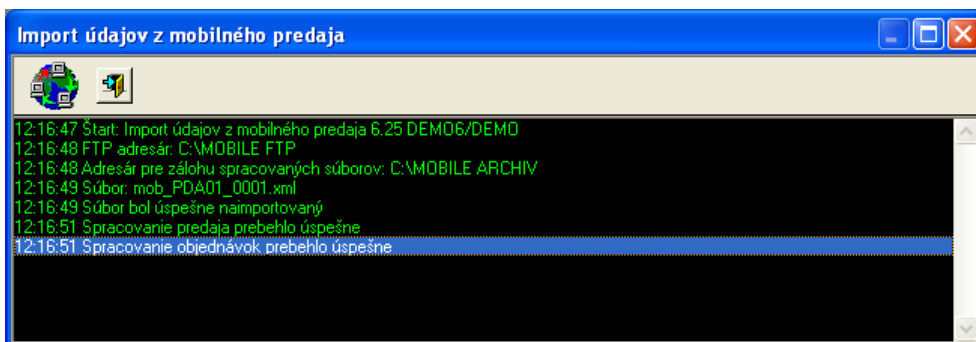 Import údajov z mobilného predaja
12:16:47 Štart: Import údajov z mobilného predaja 6.25 DEMO6/DEMO
12:16:48 FTP adresár: C:\MOBILE FTP
12:16:48 Adresár pre zálohu spracovaných súborov: C:\MOBILE ARCHIV
12:16:49 Súbor: mob_PDA01_0001.xml
12:16:49 Súbor bol úspešne naimportovaný
12:16:51 Spracovanie predaja prebehlo úspešne
12:16:51 Spracovanie objednávok prebehlo úspešne